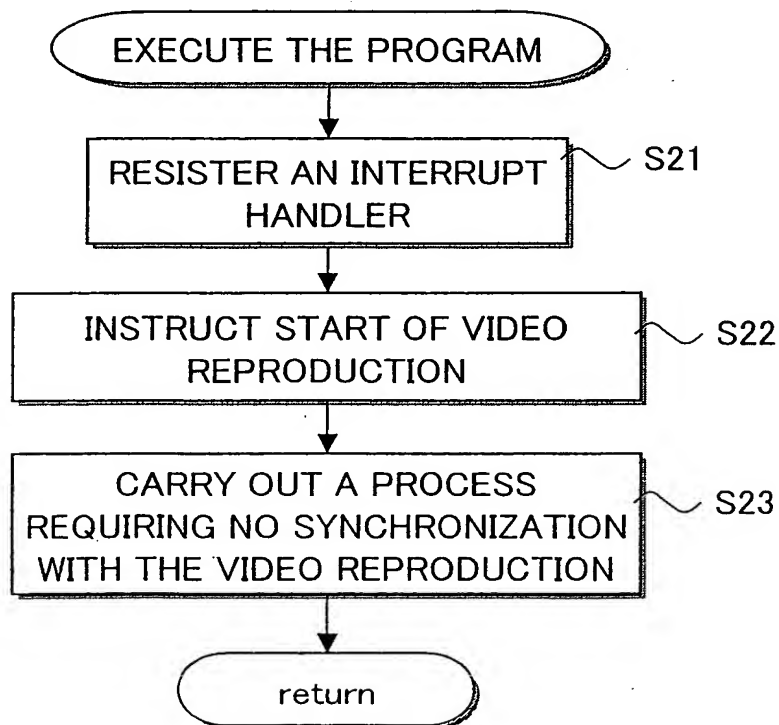 EXECUTE THE PROGRAM
RESISTER AN INTERRUPT
HANDLER
S21
INSTRUCT START OF VIDEO
REPRODUCTION
S22
CARRY OUT A PROCESS
REQUIRING NO SYNCHRONIZATION
WITH THE VIDEO REPRODUCTION
S23
return